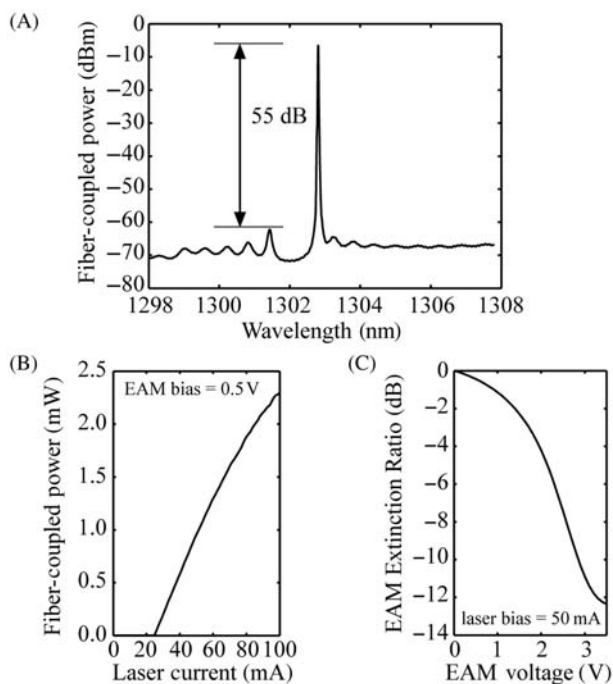 (A)
0
−10
−20
−30
−40
−50
−60
−70
−80
Fiber-coupled power (dBm)
55 dB
1298 1300 1302 1304 1306 1308
Wavelength (nm)
(B)
2.5
2.0
1.5
1.0
0.5
0.0
Fiber-coupled power (mW)
EAM bias = 0.5 V
0 20 40 60 80 100
Laser current (mA)
(C)
0
−2
−4
−6
−8
−10
−12
−14
EAM Extinction Ratio (dB)
laser bias = 50 mA
0 1 2 3
EAM voltage (V)